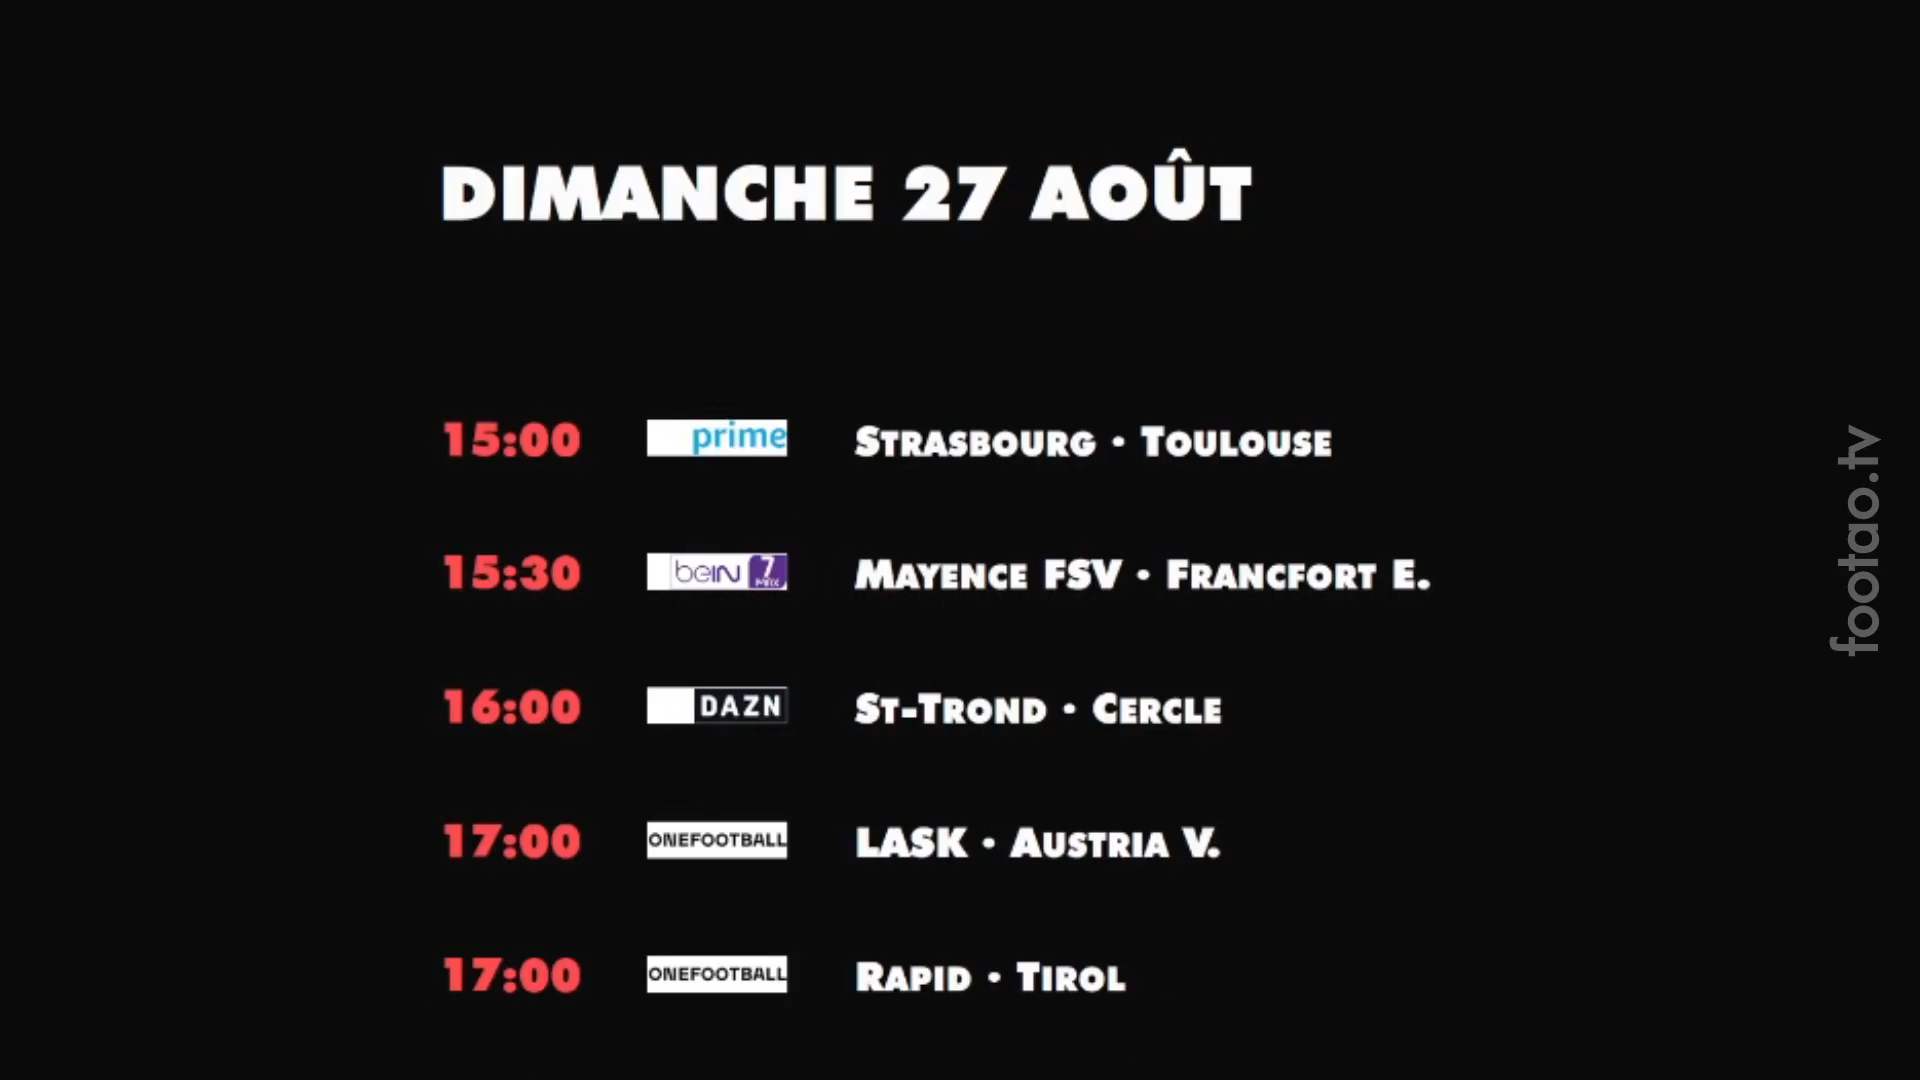 DIMANCHE 27 AOÛT
15:00 prime STRASBOURG • TOULOUSE
15:30 beIN 7 MAX MAYENCE FSV • FRANCFORT E.
16:00 DAZN ST-TROND • CERCLE
17:00 ONEFOOTBALL LASK • AUSTRIA V.
17:00 ONEFOOTBALL RAPID • TIROL
footao.tv